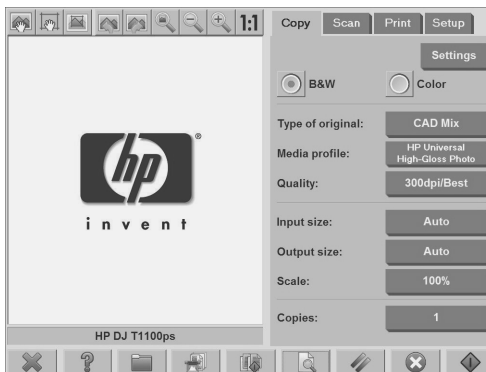 1:1
Copy Scan Print Setup
Settings
B&W Color
Type of original: CAD Mix
Media profile: HP Universal
High-Gloss Photo
Quality: 300dpi/Best
Input size: Auto
Output size: Auto
Scale: 100%
Copies: 1
hp ®
invent
HP DJ T1100ps
?